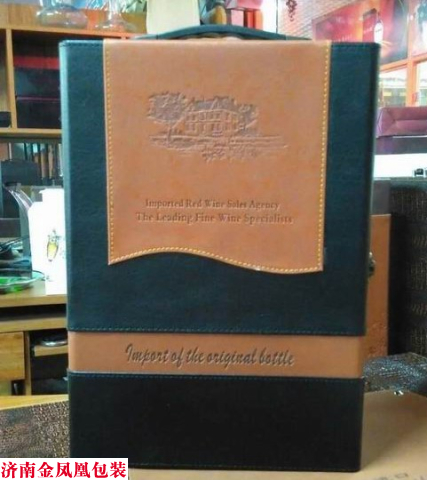 Imported Red Wine Sales Agency
The Leading Fine Wine Specialists
Import of the original bottle
济南金凤凰包装